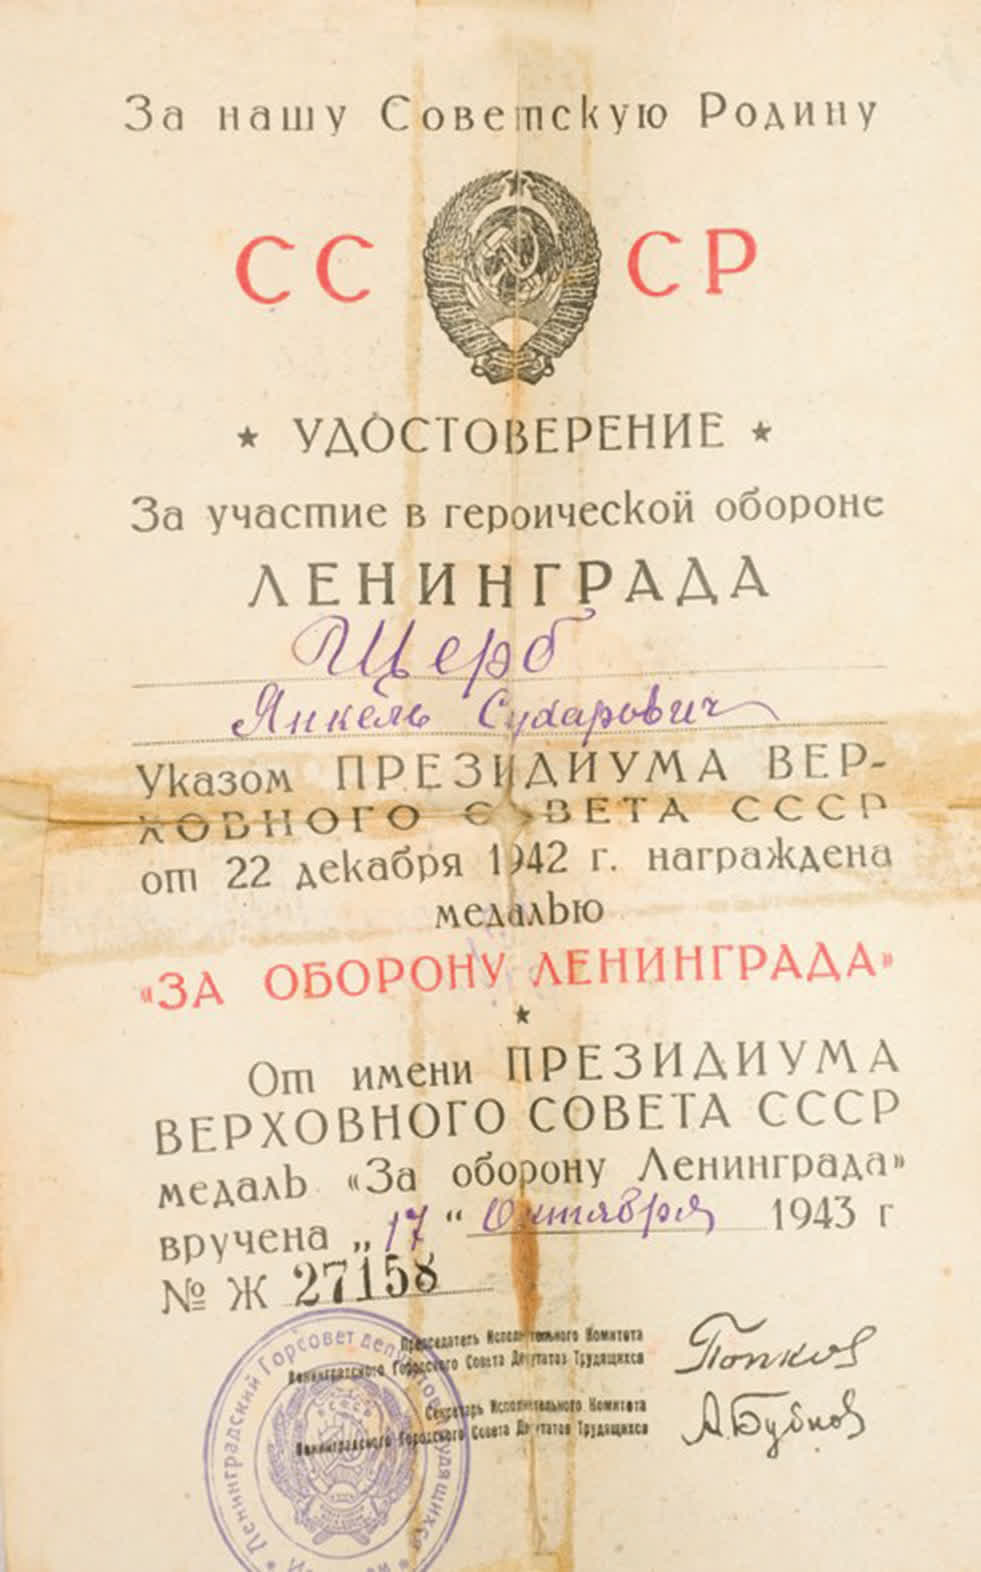 За нашу Советскую Родину
СС СР
★ УДОСТОВЕРЕНИЕ ★
За участие в героической обороне
ЛЕНИНГРАДА
Щерб
Янкель Сухарович
Указом ПРЕЗИДИУМА ВЕР-
ХОВНОГО СОВЕТА СССР
от 22 декабря 1942 г. награждена
медалью
«ЗА ОБОРОНУ ЛЕНИНГРАДА»
★
От имени ПРЕЗИДИУМА
ВЕРХОВНОГО СОВЕТА СССР
медаль «За оборону Ленинграда»
вручена „17“ Октября 1943 г
№ Ж 27158
Председатель Исполнительного Комитета
Ленинградского Городского Совета Депутатов Трудящихся
Попков
Секретарь Исполнительного Комитета
Ленинградского Городского Совета Депутатов Трудящихся
А Бубнов
Ленинградский Горсовет депутатов трудящихся